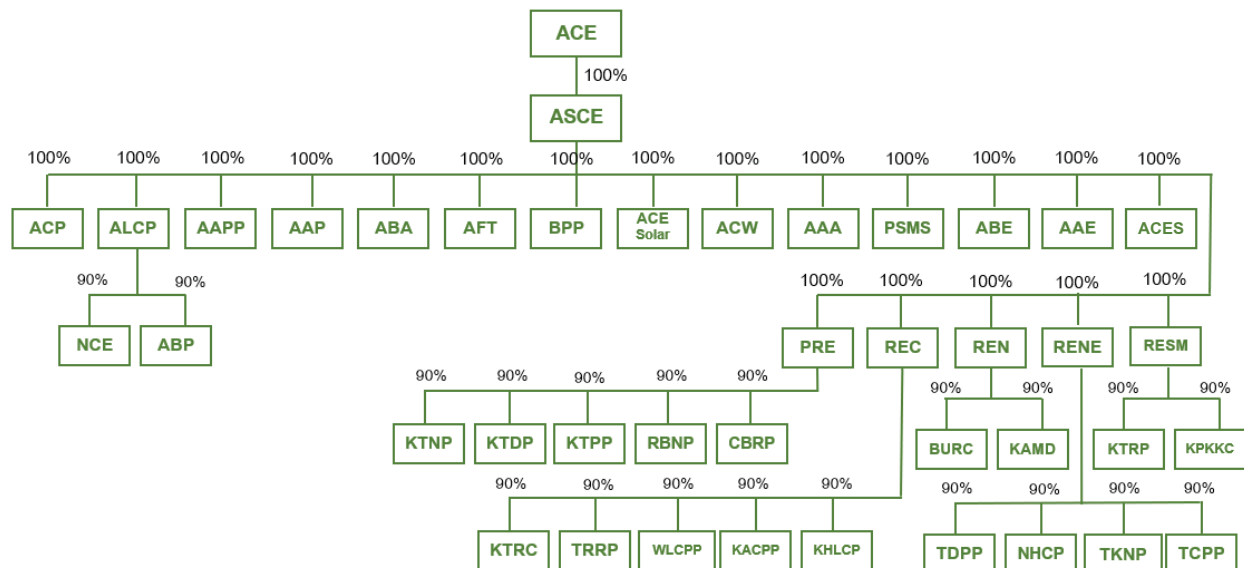 ACE
100%
ASCE
100% 100% 100% 100% 100% 100% 100% 100% 100% 100% 100% 100% 100% 100%
ACP ALCP AAPP AAP ABA AFT BPP ACE Solar ACW AAA PSMS ABE AAE ACES
90% 90%
100% 100% 100% 100% 100%
NCE ABP
PRE REC REN RENE RESM
90% 90% 90% 90% 90%
90% 90% 90% 90%
KTNP KTDP KTPP RBNP CBRP
BURC KAMD KTRP KPKKC
90% 90% 90% 90% 90%
90% 90% 90% 90%
KTRC TRRP WLCPP KACPP KHLCP
TDPP NHCP TKNP TCPP